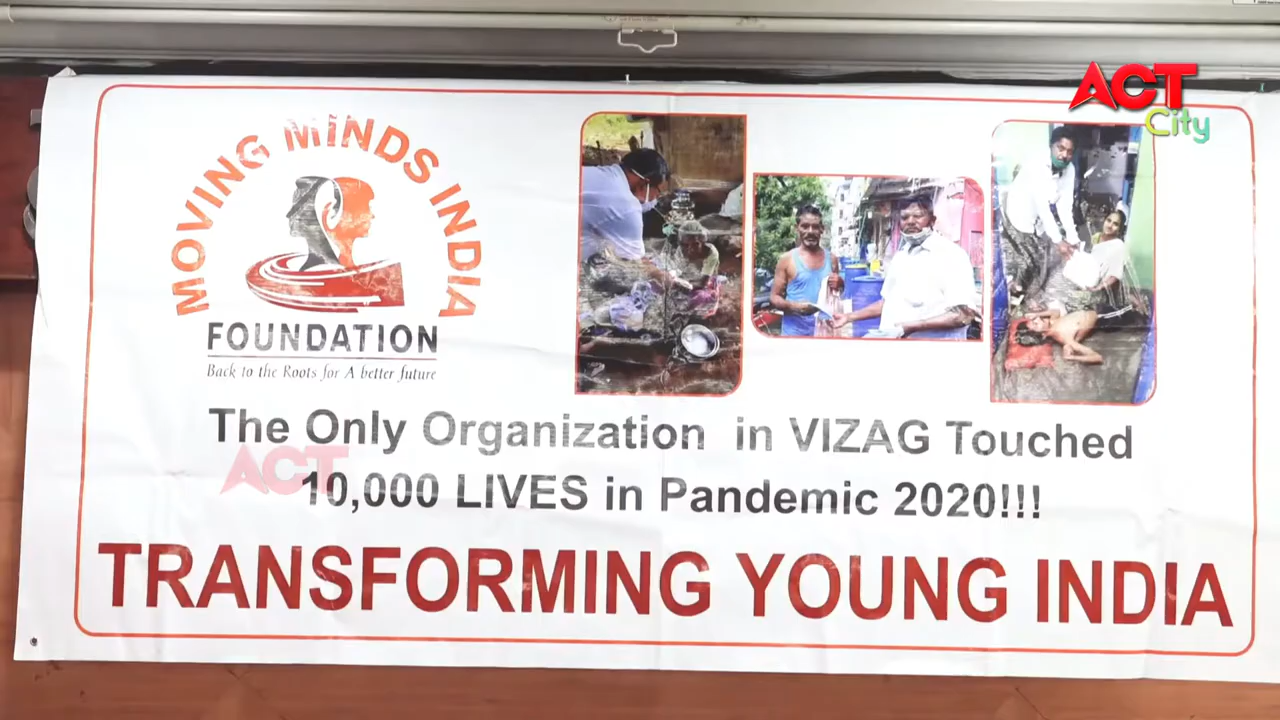 ACT
City
MOVING MINDS INDIA
FOUNDATION
Back to the Roots for A better future
The Only Organization in VIZAG Touched
ACT
10,000 LIVES in Pandemic 2020!!!
TRANSFORMING YOUNG INDIA